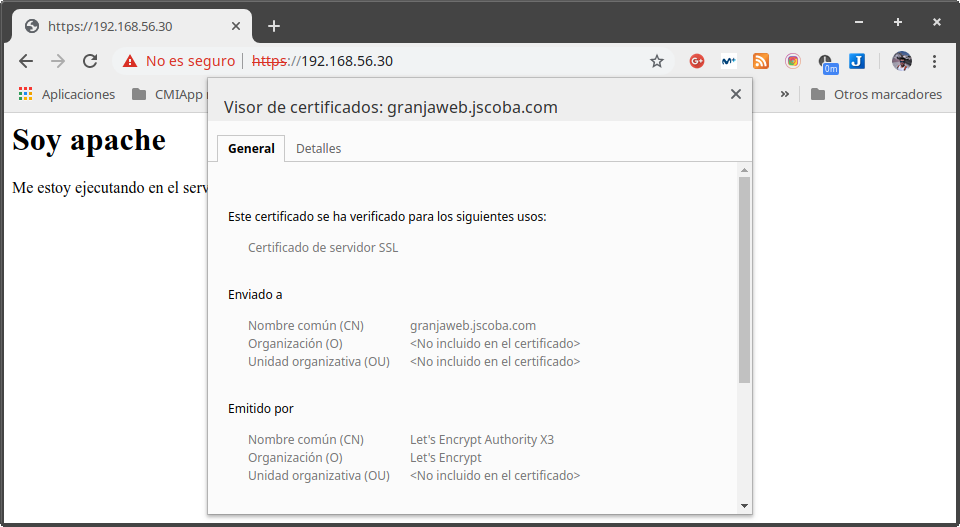 https://192.168.56.30
No es seguro https://192.168.56.30
G+ M+ 0m J
Aplicaciones CMIApp » Otros marcadores
Visor de certificados: granjaweb.jscoba.com
Soy apache
General Detalles
Me estoy ejecutando en el
Este certificado se ha verificado para los siguientes usos:
Certificado de servidor SSL
Enviado a
Nombre común (CN) granjaweb.jscoba.com
Organización (O) <No incluido en el certificado>
Unidad organizativa (OU) <No incluido en el certificado>
Emitido por
Nombre común (CN) Let's Encrypt Authority X3
Organización (O) Let's Encrypt
Unidad organizativa (OU) <No incluido en el certificado>